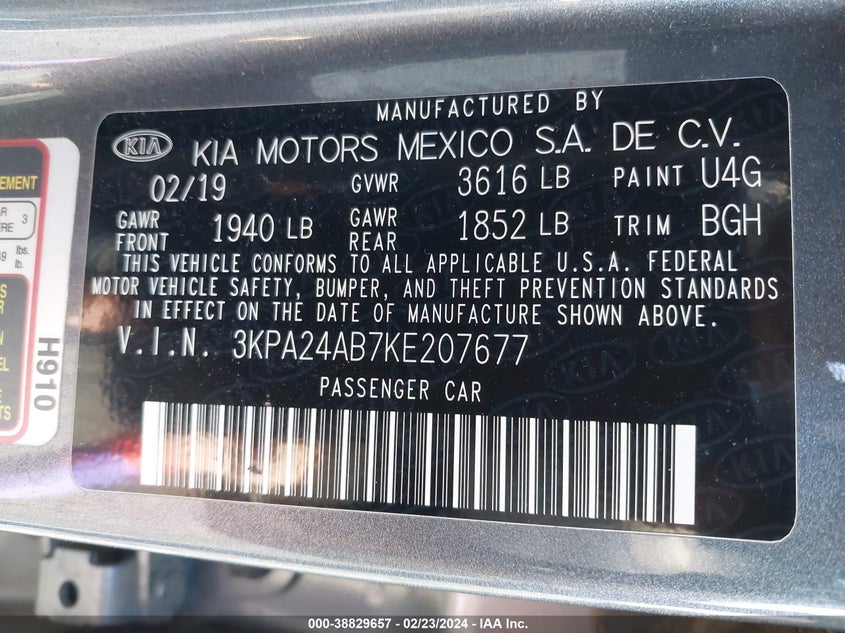 MANUFACTURED BY
KIA KIA MOTORS MEXICO S.A. DE C.V.
02/19 GVWR 3616 LB PAINT U4G
GAWR FRONT 1940 LB GAWR REAR 1852 LB TRIM BGH
THIS VEHICLE CONFORMS TO ALL APPLICABLE U.S.A. FEDERAL
MOTOR VEHICLE SAFETY, BUMPER, AND THEFT PREVENTION STANDARDS
IN EFFECT ON THE DATE OF MANUFACTURE SHOWN ABOVE.
V.I.N. 3KPA24AB7KE207677
PASSENGER CAR
3
lbs.
lb.
H910
000-38829657 - 02/23/2024 - IAA Inc.